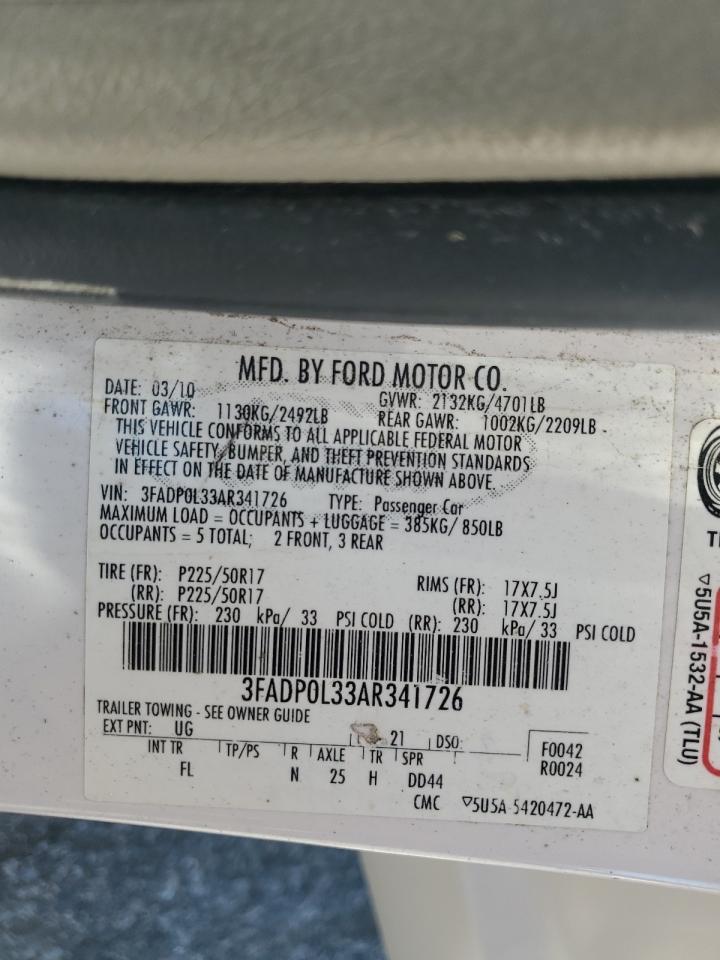 MFD. BY FORD MOTOR CO.
DATE: 03/10 GVWR: 2132KG/4701LB
FRONT GAWR: 1130KG/2492LB REAR GAWR: 1002KG/2209LB
THIS VEHICLE CONFORMS TO ALL APPLICABLE FEDERAL MOTOR
VEHICLE SAFETY, BUMPER, AND THEFT PREVENTION STANDARDS
IN EFFECT ON THE DATE OF MANUFACTURE SHOWN ABOVE.
VIN: 3FADP0L33AR341726 TYPE: Passenger Car
MAXIMUM LOAD = OCCUPANTS + LUGGAGE = 385KG/ 850LB
OCCUPANTS = 5 TOTAL; 2 FRONT, 3 REAR
TIRE (FR): P225/50R17 RIMS (FR): 17X7.5J
(RR): P225/50R17 (RR): 17X7.5J
PRESSURE (FR): 230 kPa/ 33 PSI COLD (RR): 230 kPa/ 33 PSI COLD
3FADP0L33AR341726
TRAILER TOWING - SEE OWNER GUIDE
EXT PNT: UG 21 DSO: F0042
INT TR TP/PS R AXLE TR SPR R0024
FL N 25 H DD44
CMC ▽5U5A 5420472-AA
▽5U5A-1532-AA (TLU)